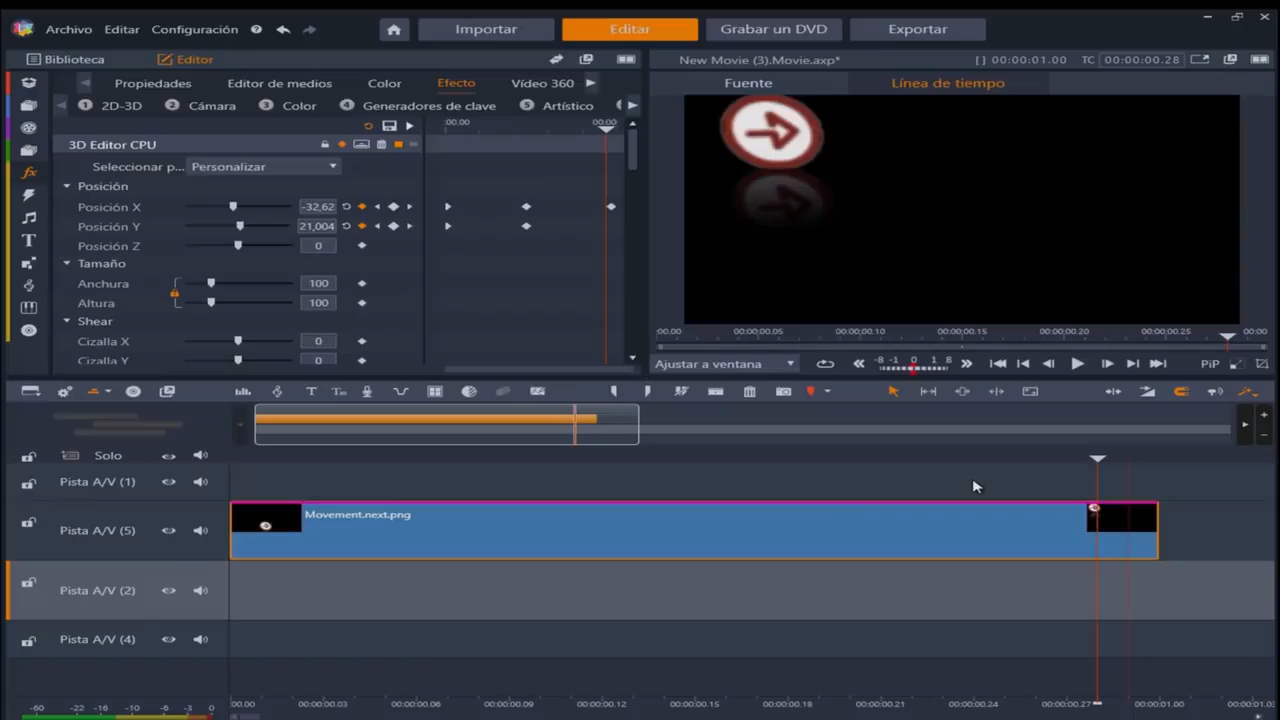 Archivo Editar Configuración Importar Editar Grabar un DVD Exportar
Biblioteca Editor New Movie (3).Movie.axp* [ ] 00:00:01.00 TC 00:00:00.28
Propiedades Editor de medios Color Efecto Vídeo 360 Fuente Línea de tiempo
1 2D-3D 2 Cámara 3 Color 4 Generadores de clave 5 Artístico
:00.00 00:00
3D Editor CPU
Seleccionar p... Personalizar
Posición
Posición X -32,62
Posición Y 21,004
Posición Z 0
Tamaño
Anchura 100
Altura 100
Shear
Cizalla X 0
Cizalla Y 0
:00.00 00:00:00.05 00:00:00.10 00:00:00.15 00:00:00.20 00:00:00.25 00:00
Ajustar a ventana -8 -1 0 1 8 PiP
Solo
Pista A/V (1)
Movement.next.png
Pista A/V (5)
Pista A/V (2)
Pista A/V (4)
-60 -22 -16 -10 -6 -3 0 :00.00 00:00:00.03 00:00:00.06 00:00:00.09 00:00:00.12 00:00:00.15 00:00:00.18 00:00:00.21 00:00:00.24 00:00:00.27 00:00:01.00 00:00:01.03